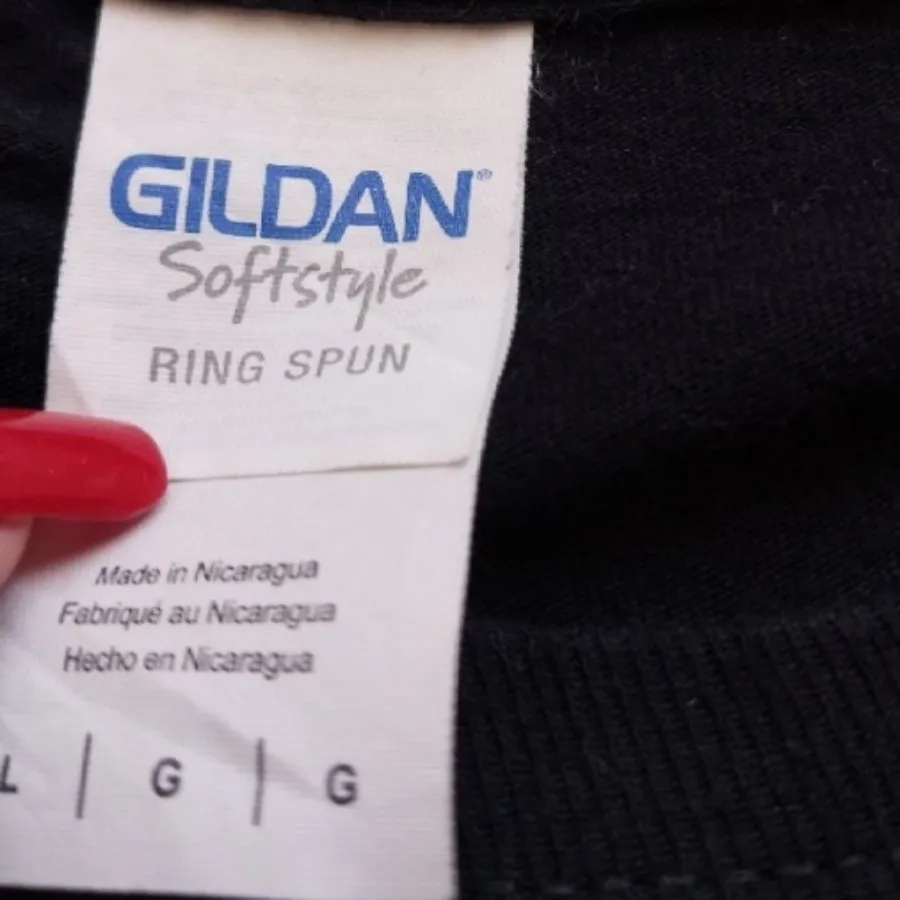 GILDAN®
Softstyle
RING SPUN
Made in Nicaragua
Fabriqué au Nicaragua
Hecho en Nicaragua
L | G | G